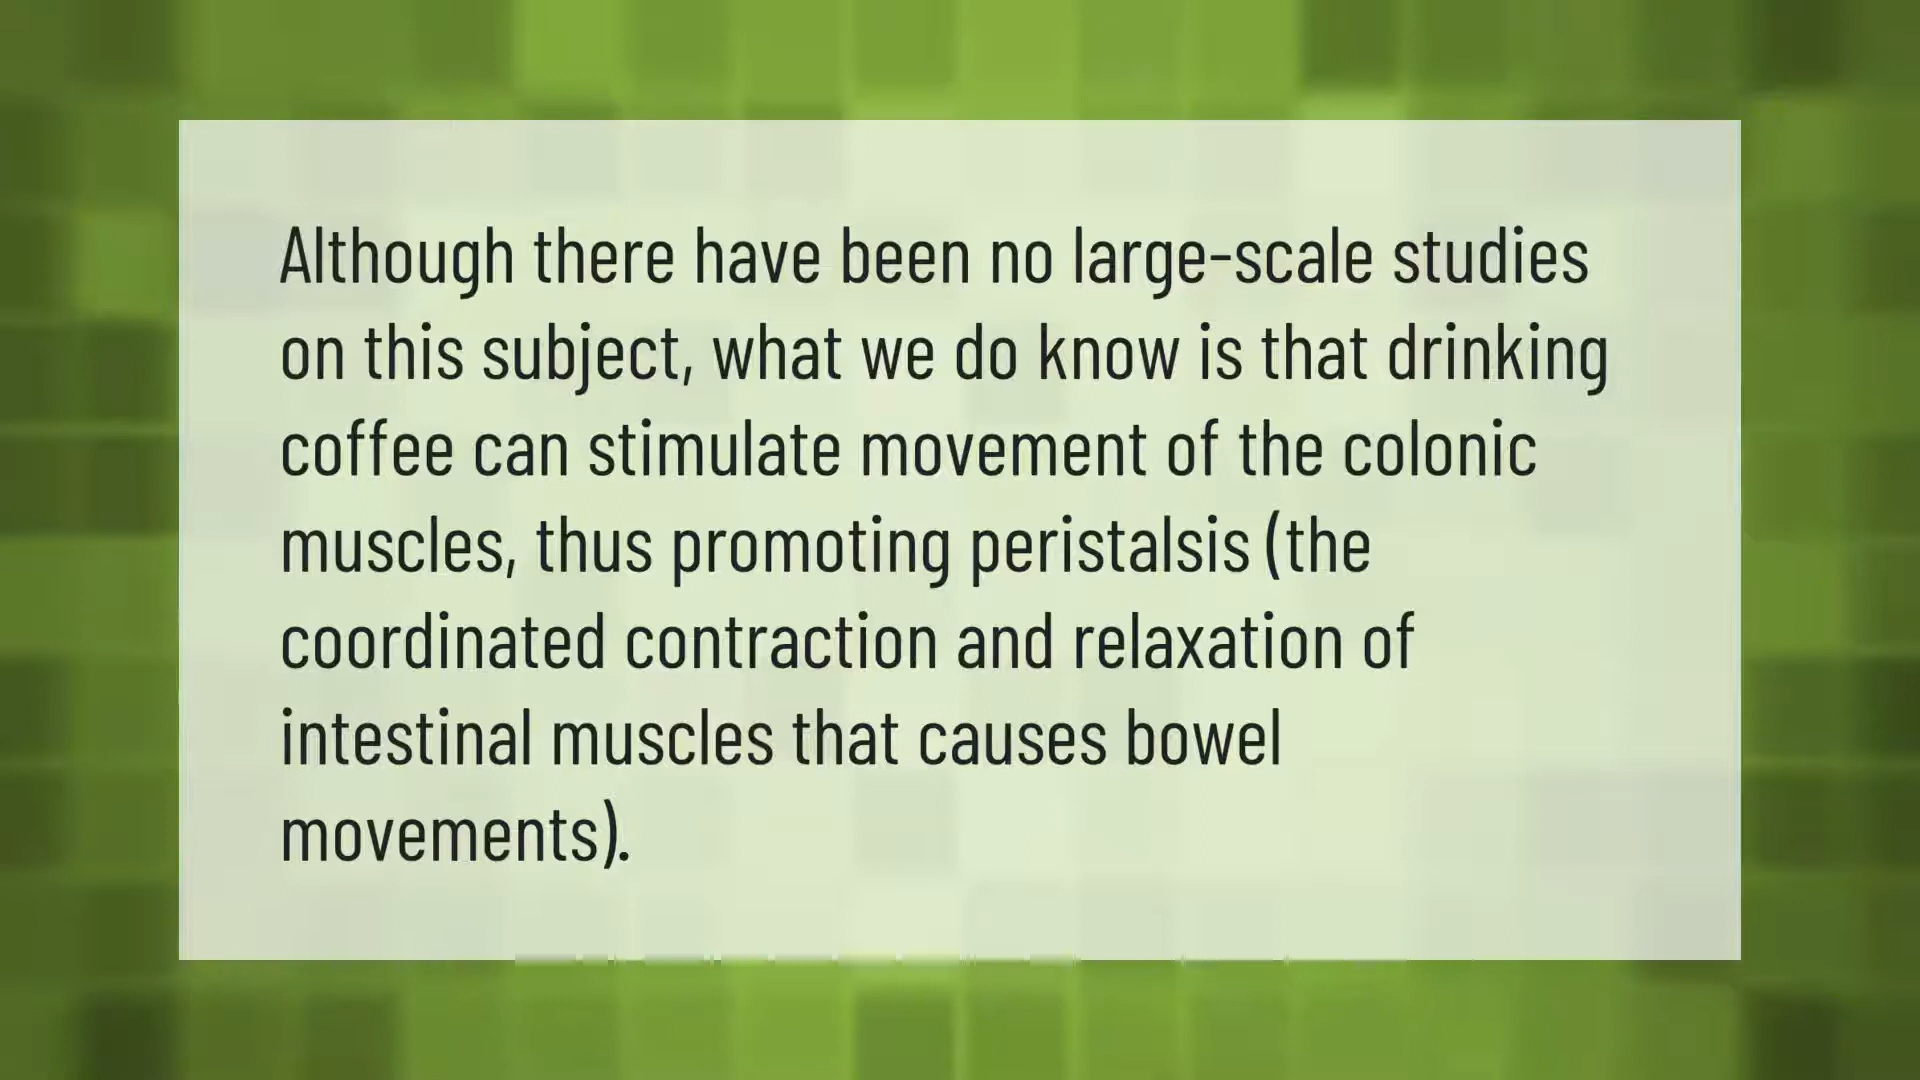 Although there have been no large-scale studies
on this subject, what we do know is that drinking
coffee can stimulate movement of the colonic
muscles, thus promoting peristalsis (the
coordinated contraction and relaxation of
intestinal muscles that causes bowel
movements).